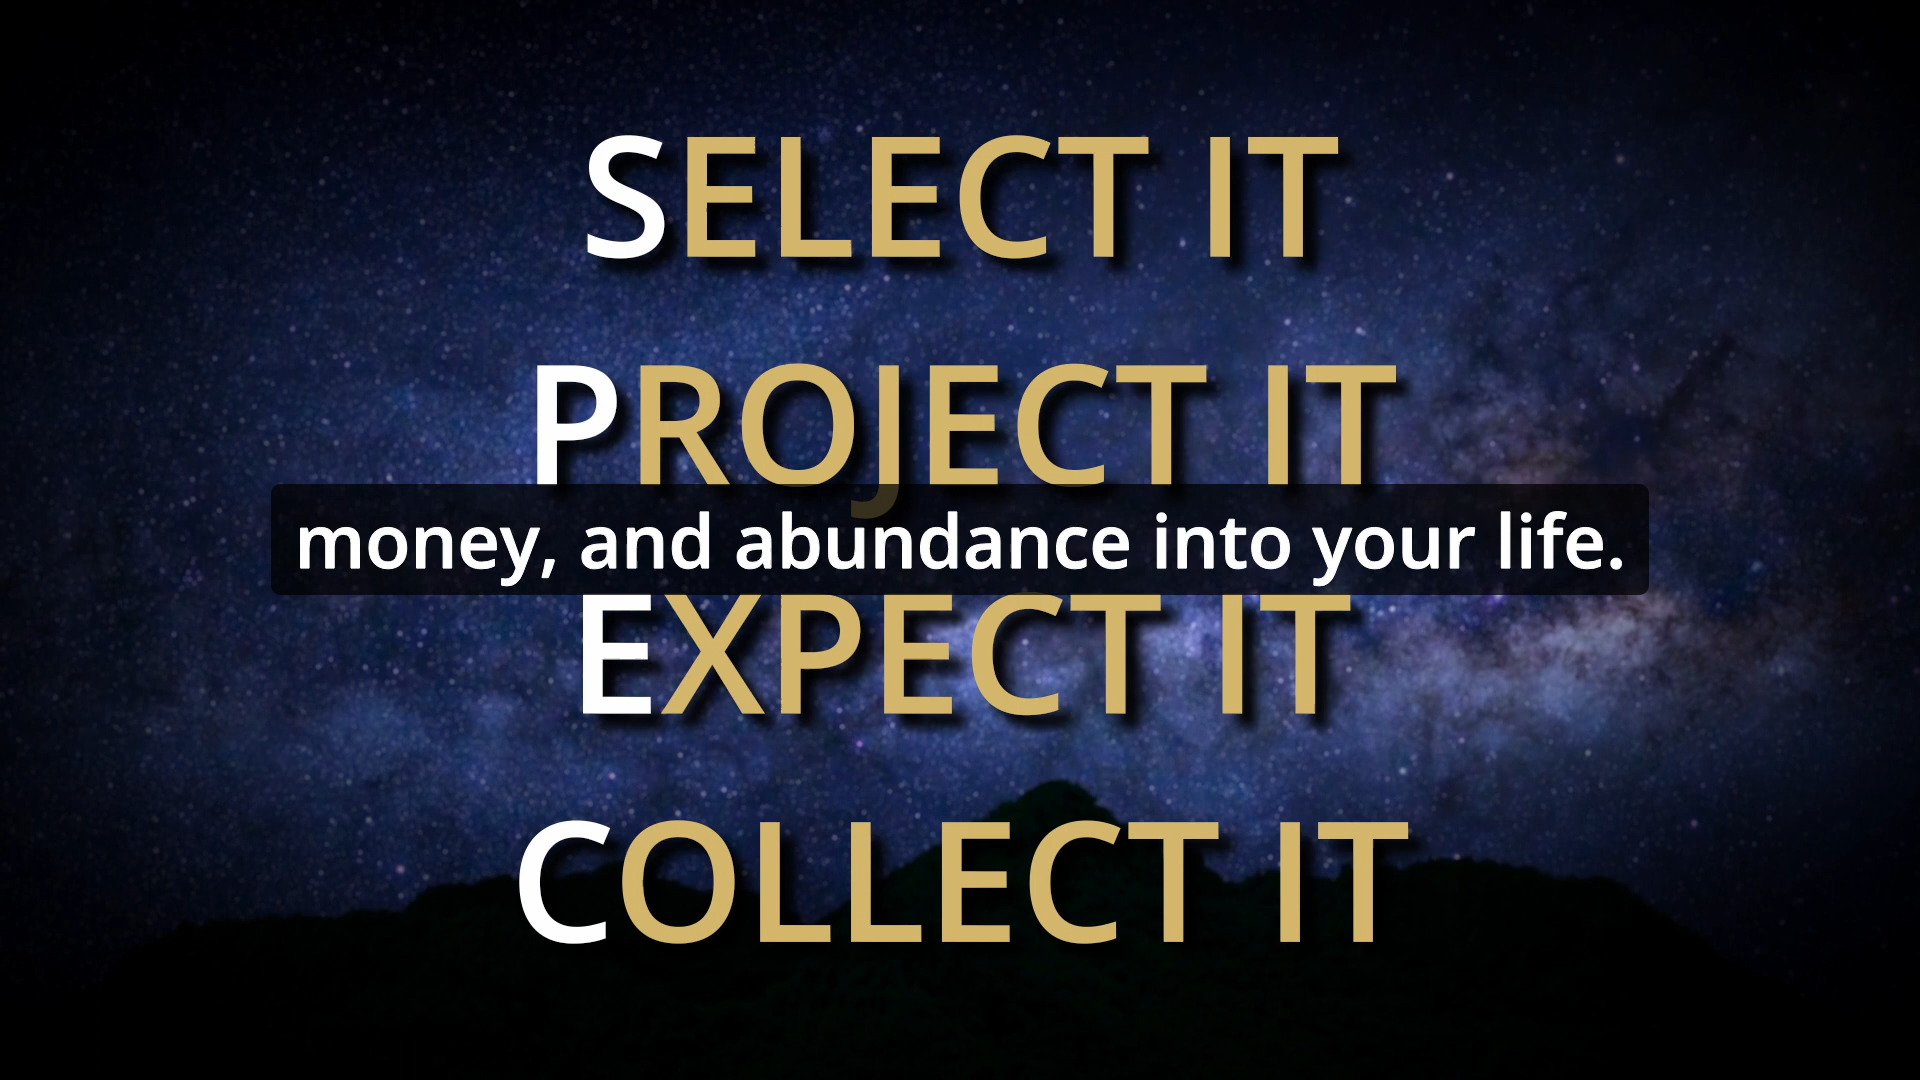 SELECT IT
PROJECT IT
money, and abundance into your life.
EXPECT IT
COLLECT IT